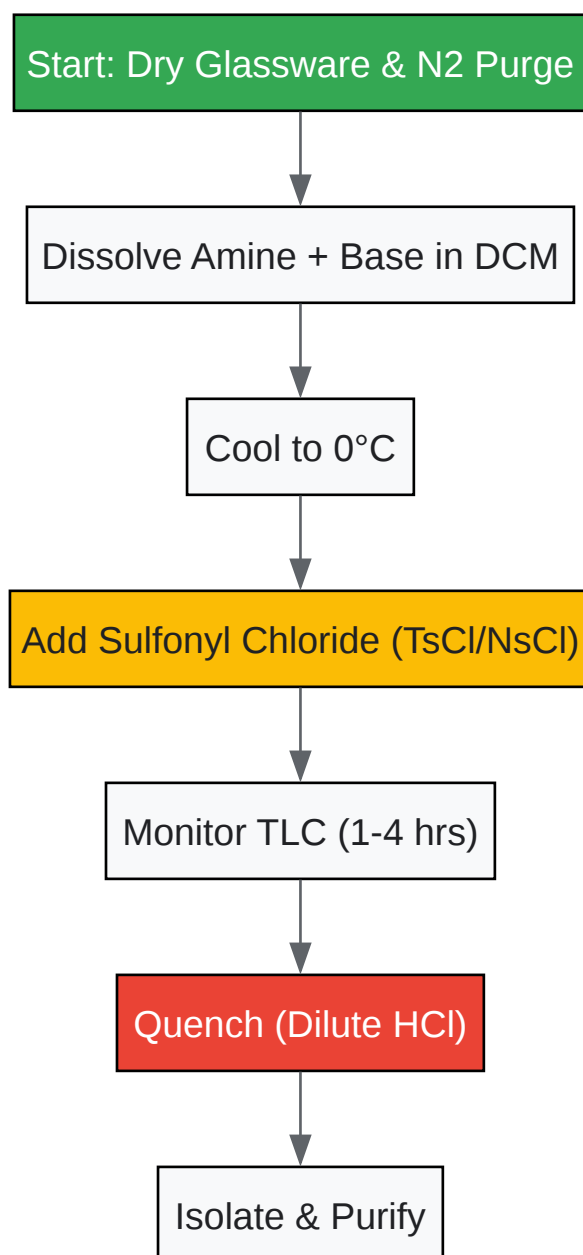 Start: Dry Glassware & N2 Purge
Dissolve Amine + Base in DCM
Cool to 0°C
Add Sulfonyl Chloride (TsCl/NsCl)
Monitor TLC (1-4 hrs)
Quench (Dilute HCl)
Isolate & Purify